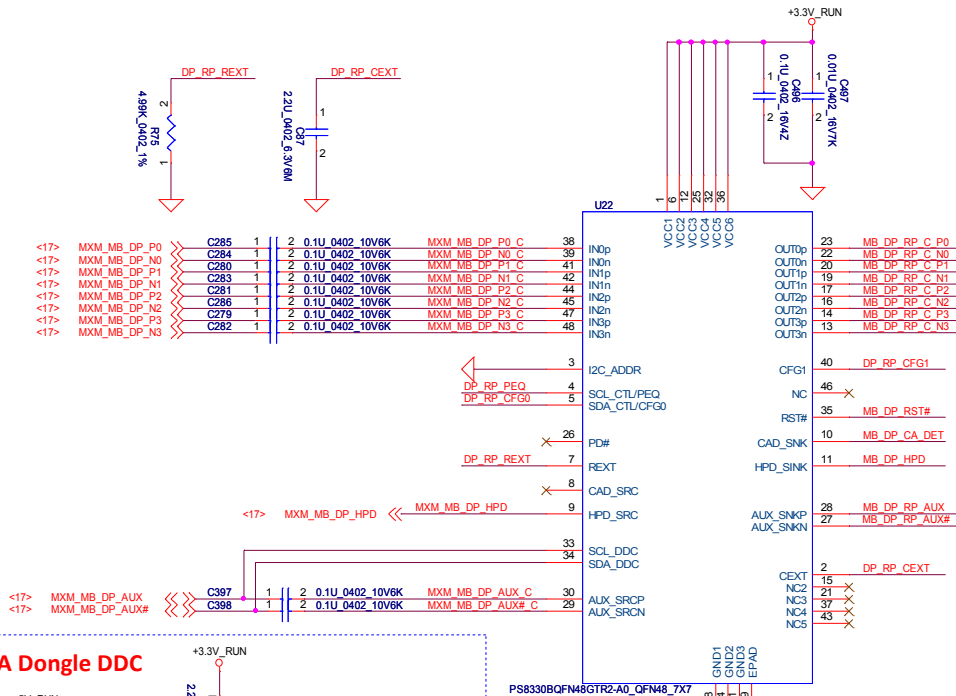 +3.3V_RUN
DP_RP_REXT
DP_RP_CEXT
2
R75
4.99K_0402_1%
1
1
C87
2.2U_0402_6.3V6M
2
1
C496
0.1U_0402_16V4Z
2
1
C497
0.01U_0402_16V7K
2
U22
1 6 12 25 32 36
VCC1 VCC2 VCC3 VCC4 VCC5 VCC6
<17> MXM_MB_DP_P0 C285 1 2 0.1U_0402_10V6K MXM_MB_DP_P0_C 38 IN0p OUT0p 23 MB_DP_RP_C_P0
<17> MXM_MB_DP_N0 C284 1 2 0.1U_0402_10V6K MXM_MB_DP_N0_C 39 IN0n OUT0n 22 MB_DP_RP_C_N0
<17> MXM_MB_DP_P1 C280 1 2 0.1U_0402_10V6K MXM_MB_DP_P1_C 41 IN1p OUT1p 20 MB_DP_RP_C_P1
<17> MXM_MB_DP_N1 C283 1 2 0.1U_0402_10V6K MXM_MB_DP_N1_C 42 IN1n OUT1n 19 MB_DP_RP_C_N1
<17> MXM_MB_DP_P2 C281 1 2 0.1U_0402_10V6K MXM_MB_DP_P2_C 44 IN2p OUT2p 17 MB_DP_RP_C_P2
<17> MXM_MB_DP_N2 C286 1 2 0.1U_0402_10V6K MXM_MB_DP_N2_C 45 IN2n OUT2n 16 MB_DP_RP_C_N2
<17> MXM_MB_DP_P3 C279 1 2 0.1U_0402_10V6K MXM_MB_DP_P3_C 47 IN3p OUT3p 14 MB_DP_RP_C_P3
<17> MXM_MB_DP_N3 C282 1 2 0.1U_0402_10V6K MXM_MB_DP_N3_C 48 IN3n OUT3n 13 MB_DP_RP_C_N3
3 I2C_ADDR CFG1 40 DP_RP_CFG1
DP_RP_PEQ 4 SCL_CTL/PEQ NC 46
DP_RP_CFG0 5 SDA_CTL/CFG0
RST# 35 MB_DP_RST#
26 PD# CAD_SNK 10 MB_DP_CA_DET
DP_RP_REXT 7 REXT HPD_SINK 11 MB_DP_HPD
8 CAD_SRC
<17> MXM_MB_DP_HPD MXM_MB_DP_HPD 9 HPD_SRC AUX_SNKP 28 MB_DP_RP_AUX
AUX_SNKN 27 MB_DP_RP_AUX#
33 SCL_DDC
34 SDA_DDC
CEXT 2 DP_RP_CEXT
NC2 15
<17> MXM_MB_DP_AUX C397 1 2 0.1U_0402_10V6K MXM_MB_DP_AUX_C 30 AUX_SRCP NC3 21
<17> MXM_MB_DP_AUX# C398 1 2 0.1U_0402_10V6K MXM_MB_DP_AUX#_C 29 AUX_SRCN NC4 37
NC5 43
GND1 GND2 GND3 EPAD
PS8330BQFN48GTR2-A0_QFN48_7X7
A Dongle DDC
+3.3V_RUN